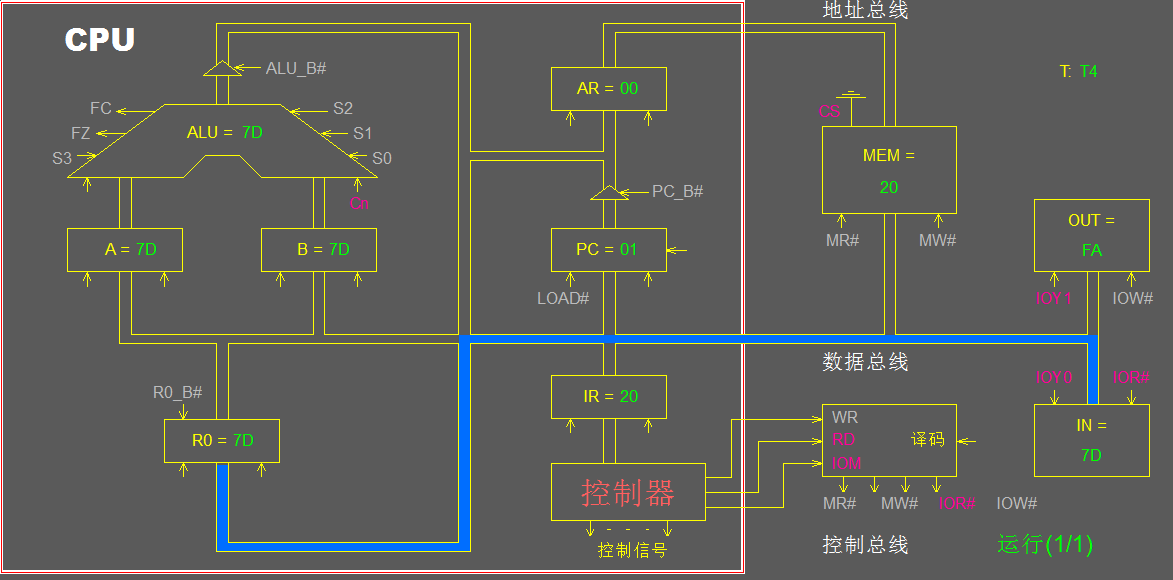 地址总线
CPU
ALU_B#
T: T4
AR = 00
FC
S2
CS
FZ
ALU = 7D
S1
S3
S0
MEM =
20
PC_B#
Cn
OUT =
FA
A = 7D
B = 7D
PC = 01
MR#
MW#
LOAD#
IOY1
IOW#
数据总线
R0_B#
IR = 20
IOY0
IOR#
R0 = 7D
WR
RD
IOM
译码
IN =
7D
控制器
MR#
MW#
IOR#
IOW#
- - -
控制信号
控制总线
运行(1/1)